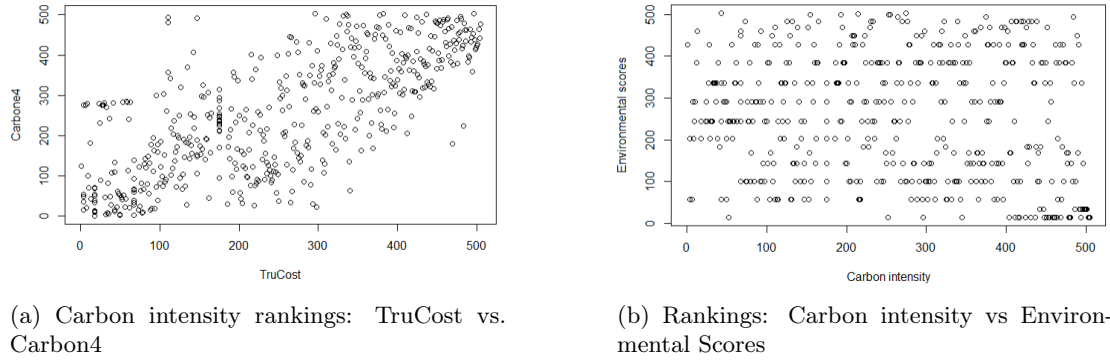 500
400
300
200
100
0
Carbone4
0 100 200 300 400 500
TruCost
(a) Carbon intensity rankings: TruCost vs.
Carbon4
500
400
300
200
100
0
Environmental scores
0 100 200 300 400 500
Carbon intensity
(b) Rankings: Carbon intensity vs Environ-
mental Scores